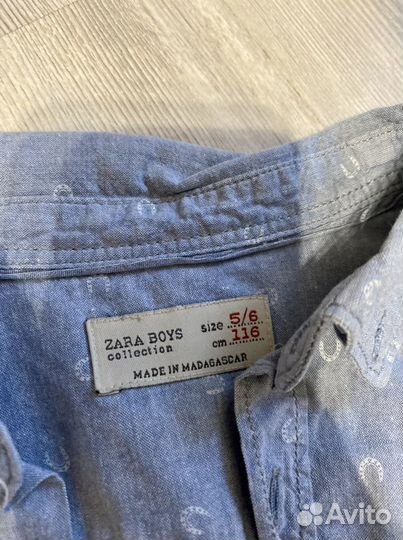 ZARA BOYS size 5/6
collection cm 116
MADE IN MADAGASCAR
Avito